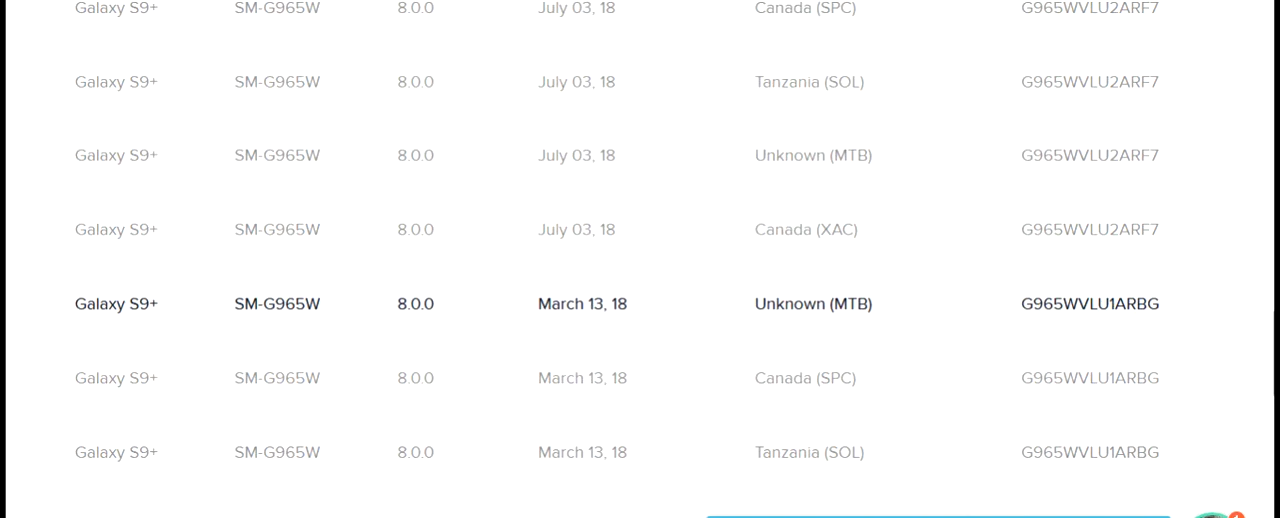 Galaxy S9+ SM-G965W 8.0.0 July 03, 18 Canada (SPC) G965WVLU2ARF7
Galaxy S9+ SM-G965W 8.0.0 July 03, 18 Tanzania (SOL) G965WVLU2ARF7
Galaxy S9+ SM-G965W 8.0.0 July 03, 18 Unknown (MTB) G965WVLU2ARF7
Galaxy S9+ SM-G965W 8.0.0 July 03, 18 Canada (XAC) G965WVLU2ARF7
Galaxy S9+ SM-G965W 8.0.0 March 13, 18 Unknown (MTB) G965WVLU1ARBG
Galaxy S9+ SM-G965W 8.0.0 March 13, 18 Canada (SPC) G965WVLU1ARBG
Galaxy S9+ SM-G965W 8.0.0 March 13, 18 Tanzania (SOL) G965WVLU1ARBG